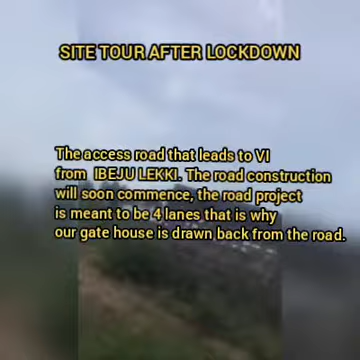 SITE TOUR AFTER LOCKDOWN
The access road that leads to VI
from IBEJU LEKKI. The road construction
will soon commence, the road project
is meant to be 4 lanes that is why
our gate house is drawn back from the road.